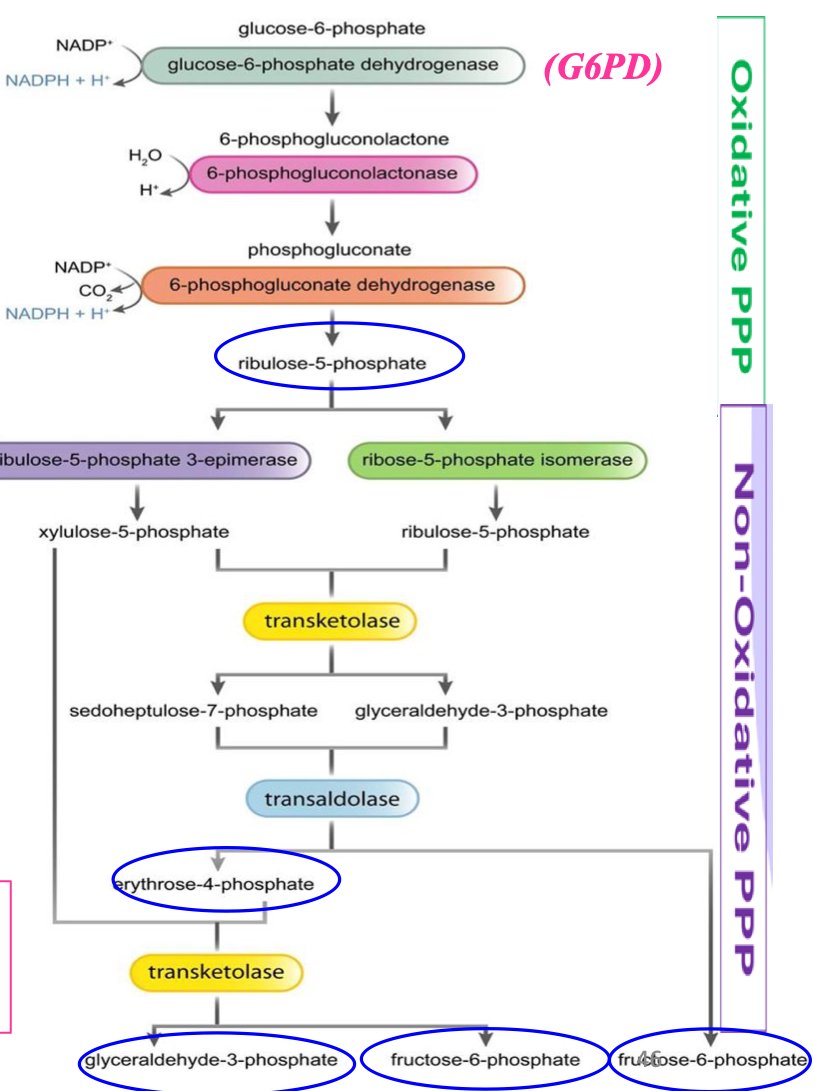 glucose-6-phosphate
NADP⁺
glucose-6-phosphate dehydrogenase
(G6PD)
NADPH + H⁺
6-phosphogluconolactone
H₂O
6-phosphogluconolactonase
H⁺
phosphogluconate
NADP⁺
6-phosphogluconate dehydrogenase
CO₂
NADPH + H⁺
ribulose-5-phosphate
Oxidative PPP
ibulose-5-phosphate 3-epimerase
ribose-5-phosphate isomerase
xylulose-5-phosphate
ribulose-5-phosphate
transketolase
sedoheptulose-7-phosphate
glyceraldehyde-3-phosphate
transaldolase
erythrose-4-phosphate
transketolase
Non-Oxidative PPP
glyceraldehyde-3-phosphate
fructose-6-phosphate
fructose-6-phosphate
46